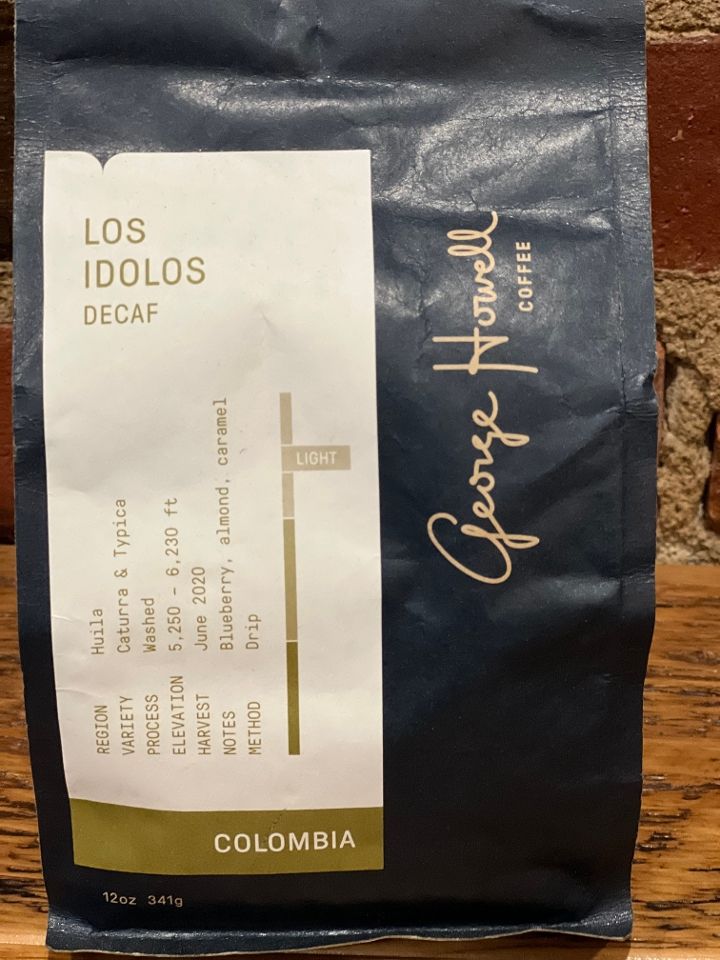 LOS
IDOLOS
DECAF
REGION Huila
VARIETY Caturra & Typica
PROCESS Washed
ELEVATION 5,250 – 6,230 ft
HARVEST June 2020
NOTES Blueberry, almond, caramel
METHOD Drip
LIGHT
COLOMBIA
12oz 341g
George Howell
COFFEE